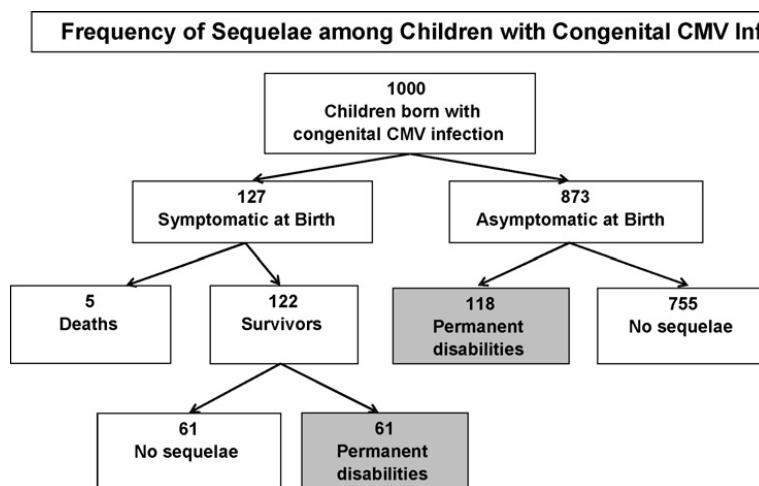 Frequency of Sequelae among Children with Congenital CMV Inf
1000
Children born with
congenital CMV infection
127
Symptomatic at Birth
873
Asymptomatic at Birth
5
Deaths
122
Survivors
118
Permanent
disabilities
755
No sequelae
61
No sequelae
61
Permanent
disabilities